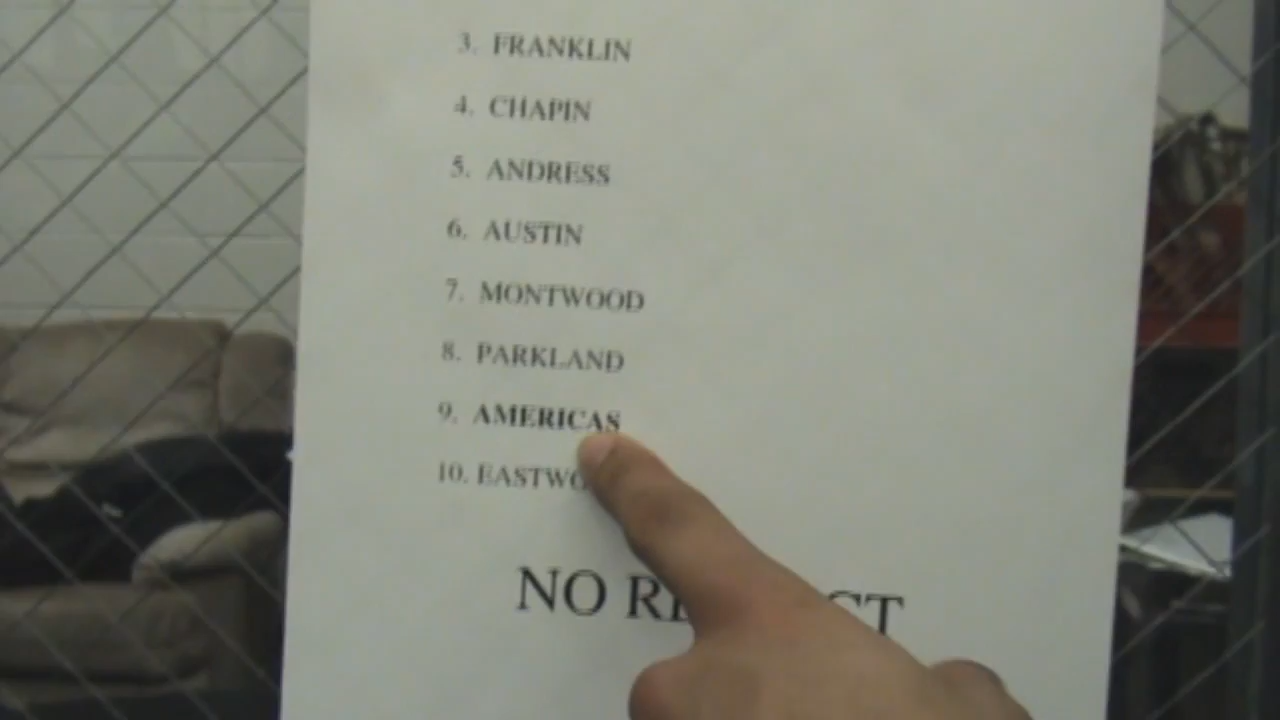 3. FRANKLIN
4. CHAPIN
5. ANDRESS
6. AUSTIN
7. MONTWOOD
8. PARKLAND
9. AMERICAS
10.
NO